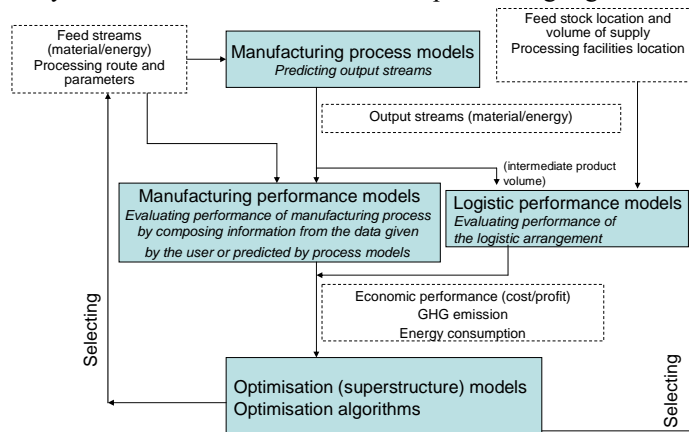 Feed streams
(material/energy)
Processing route and
parameters
Manufacturing process models
Predicting output streams
Feed stock location and
volume of supply
Processing facilities location
Output streams (material/energy)
(intermediate product
volume)
Manufacturing performance models
Evaluating performance of manufacturing process
by composing information from the data given
by the user or predicted by process models
Logistic performance models
Evaluating performance of
the logistic arrangement
Economic performance (cost/profit)
GHG emission
Energy consumption
Selecting
Optimisation (superstructure) models
Optimisation algorithms
Selecting